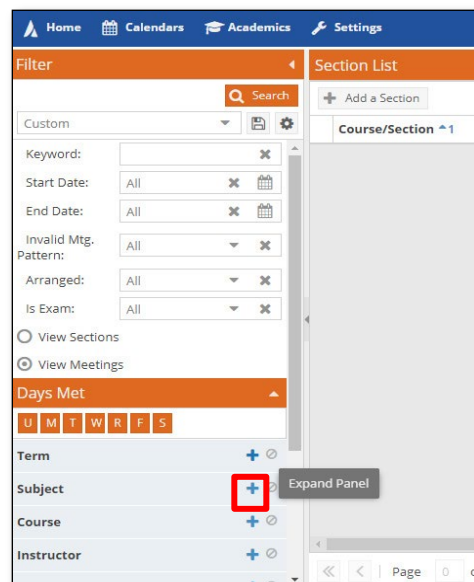 Home Calendars Academics Settings
Filter
Section List
Search
Add a Section
Custom
Course/Section 1
Keyword:
Start Date: All
End Date: All
Invalid Mtg. Pattern: All
Arranged: All
Is Exam: All
View Sections
View Meetings
Days Met
U M T W R F S
Term
Subject
Expand Panel
Course
Instructor
Page 0